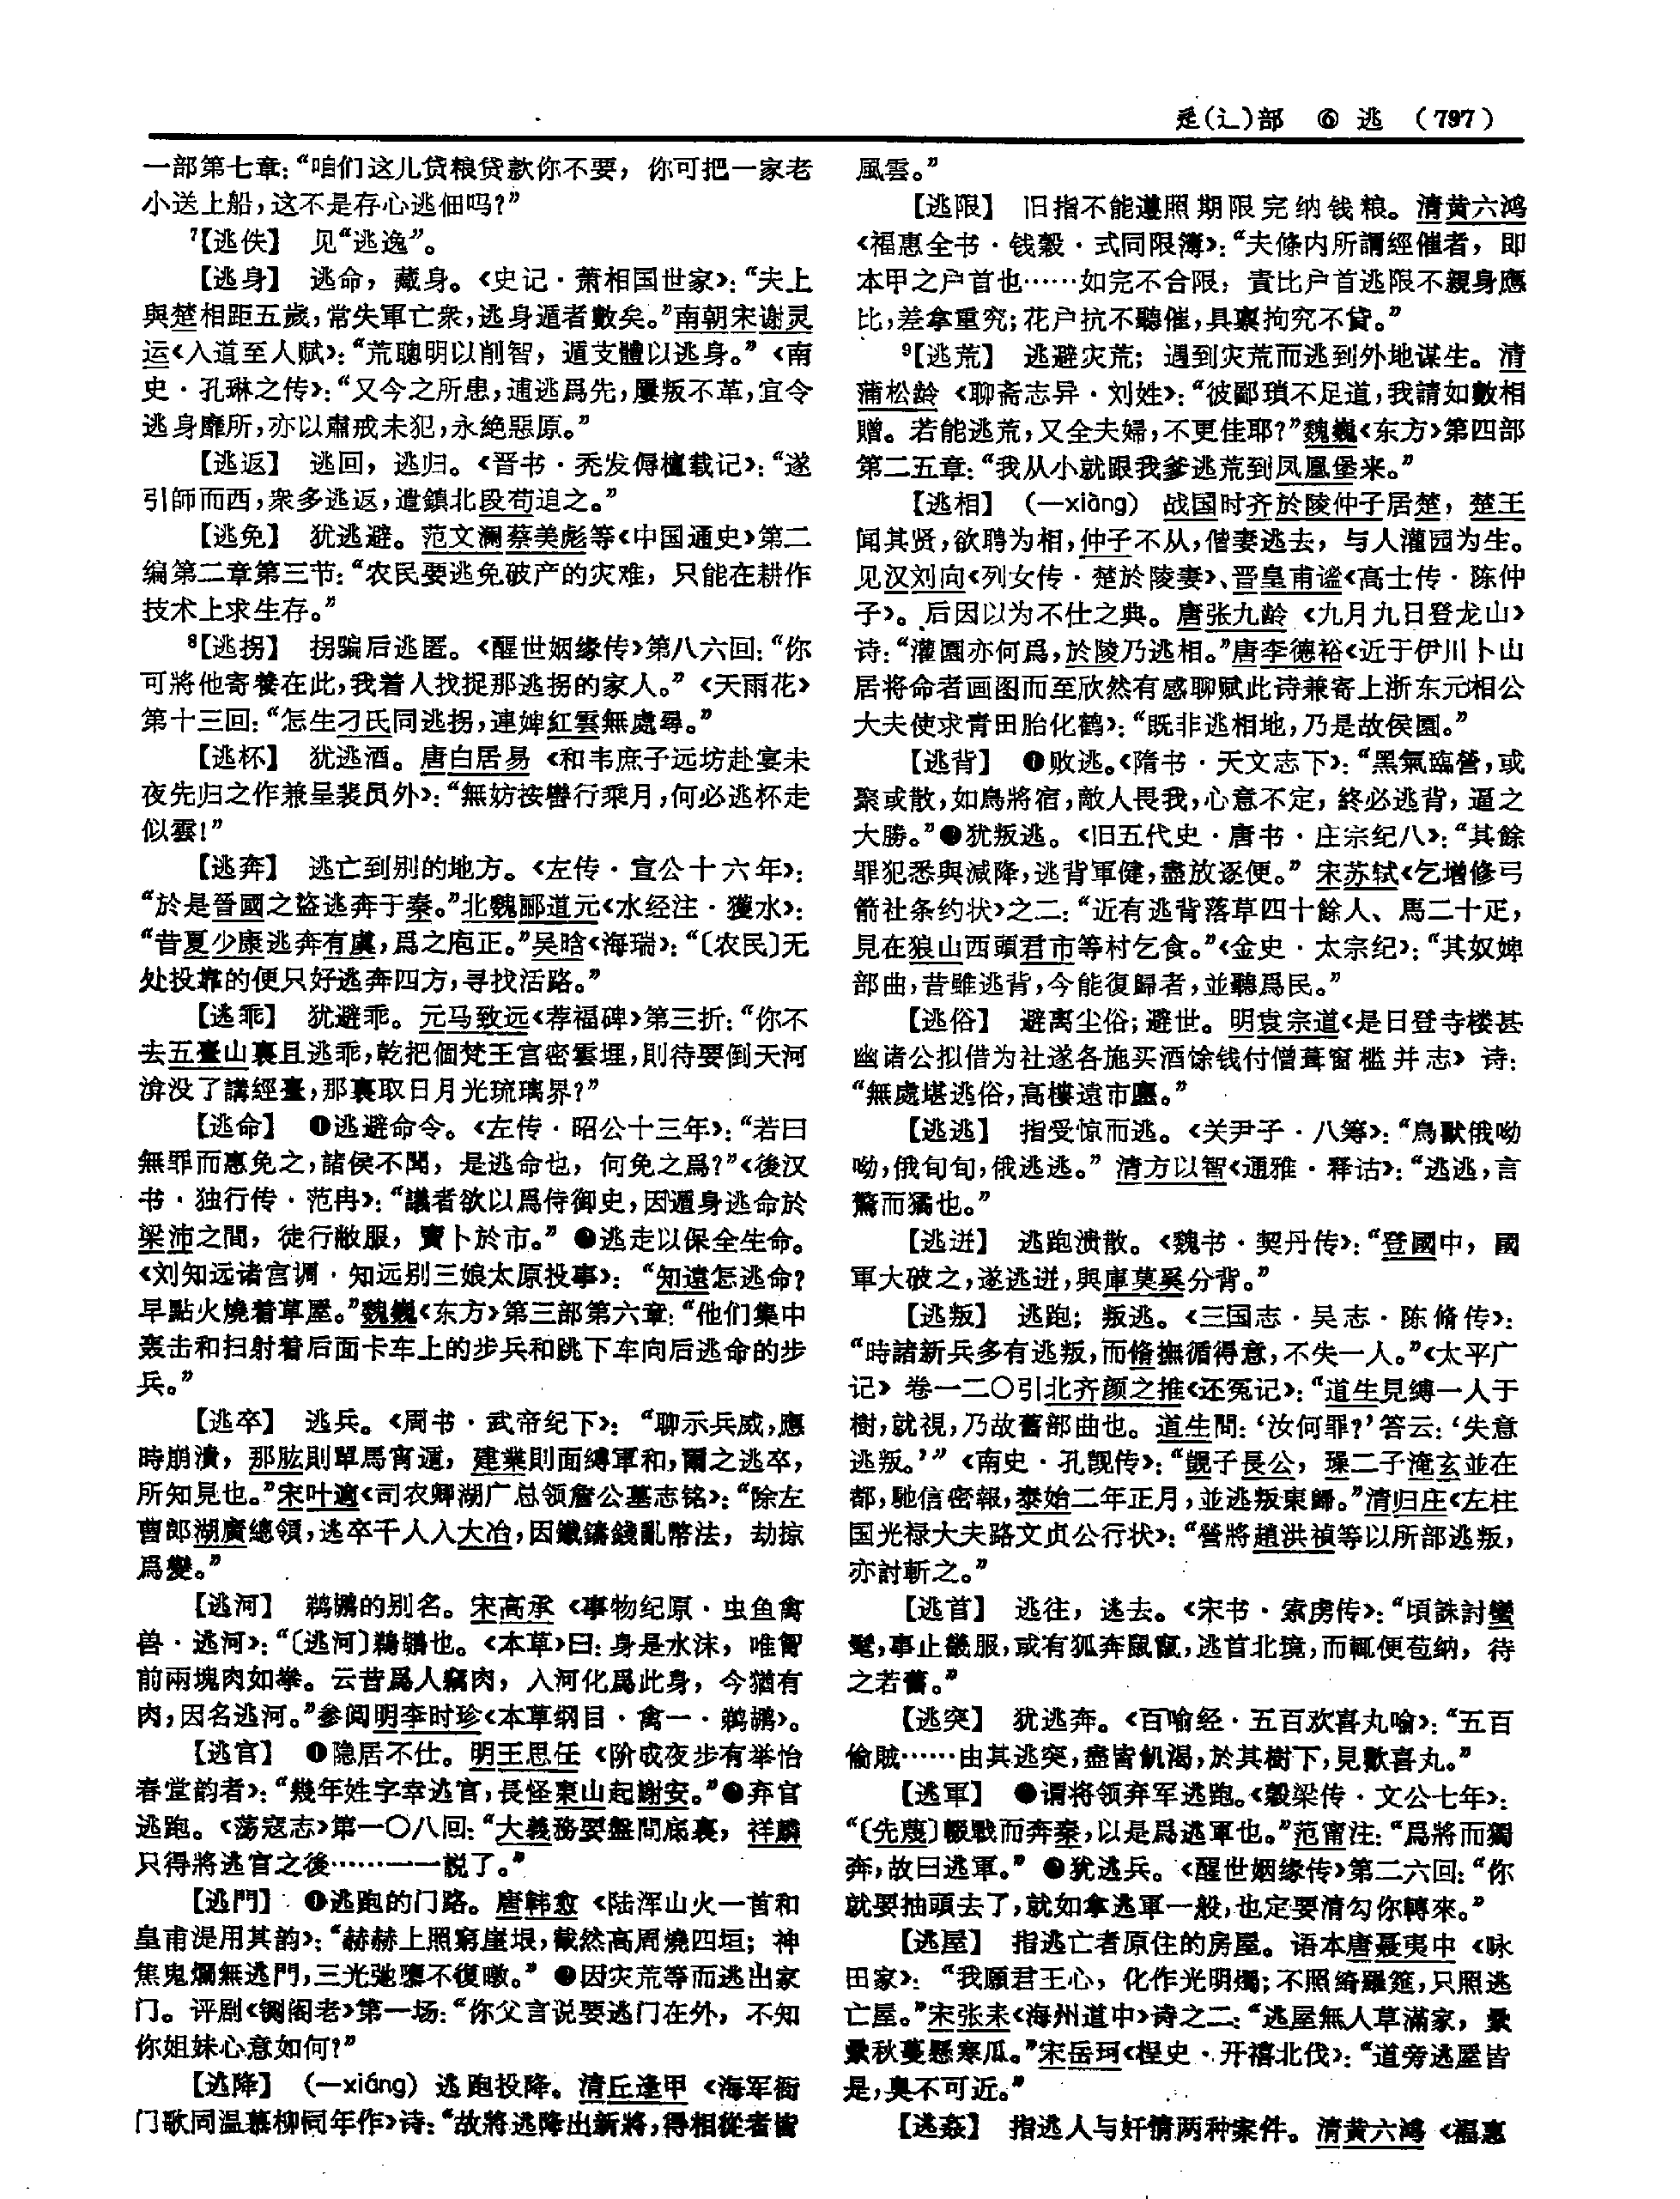 辵(辶)部 ⑥ 逃 (797)
一部第七章:“咱们这儿贷粮贷款你不要，你可把一家老
小送上船，这不是存心逃佃吗?”
7【逃佚】 见“逃逸”。
【逃身】 逃命，藏身。《史记·萧相国世家》:“夫上
與楚相距五歲，常失軍亡衆，逃身遁者數矣。”南朝宋谢灵
运《入道至人赋》:“荒聰明以削智，遁支體以逃身。”《南
史·孔琳之传》:“又今之所患，逋逃爲先，屢叛不革，宜令
逃身靡所，亦以肅戒未犯，永絶惡原。”
【逃返】 逃回，逃归。《晋书·秃发傉檀载记》:“遂
引師而西，衆多逃返，遣鎮北段苟追之。”
【逃免】 犹逃避。范文澜蔡美彪等《中国通史》第二
编第二章第三节:“农民要逃免破产的灾难，只能在耕作
技术上求生存。”
8【逃拐】 拐骗后逃匿。《醒世姻缘传》第八六回:“你
可將他寄養在此，我着人找捉那逃拐的家人。”《天雨花》
第十三回:“怎生刁氏同逃拐，連婢紅雲無處尋。”
【逃杯】 犹逃酒。唐白居易《和韦庶子远坊赴宴未
夜先归之作兼呈裴员外》:“無妨按轡行乘月，何必逃杯走
似雲!”
【逃奔】 逃亡到别的地方。《左传·宣公十六年》:
“於是晉國之盜逃奔于秦。”北魏郦道元《水经注·獲水》:
“昔夏少康逃奔有虞，爲之庖正。”吴晗《海瑞》:“〔农民〕无
处投靠的便只好逃奔四方，寻找活路。”
【逃乖】 犹避乖。元马致远《荐福碑》第三折:“你不
去五臺山裏且逃乖，乾把個梵王宫密雲埋，則待要倒天河
渰没了講經臺，那裏取日月光琉璃界?”
【逃命】 ❶逃避命令。《左传·昭公十三年》:“若曰
無罪而惠免之，諸侯不聞，是逃命也，何免之爲?”《後汉
书·独行传·范冉》:“議者欲以爲侍御史，因遁身逃命於
梁沛之間，徒行敝服，賣卜於市。”❷逃走以保全生命。
《刘知远诸宫调·知远别三娘太原投事》:“知遠怎逃命?
早點火燒着草屋。”魏巍《东方》第三部第六章:“他们集中
轰击和扫射着后面卡车上的步兵和跳下车向后逃命的步
兵。”
【逃卒】 逃兵。《周书·武帝纪下》:“聊示兵威，應
時崩潰，那肱則單馬宵遁，建業則面縛軍和，爾之逃卒，
所知見也。”宋叶適《司农卿湖广总领詹公墓志铭》:“除左
曹郎湖廣總領，逃卒千人入大冶，因鐵鑄錢亂幣法，劫掠
爲變。”
【逃河】 鹈鹕的别名。宋高承《事物纪原·虫鱼禽
兽·逃河》:“〔逃河〕鵜鶘也。《本草》曰:身是水沫，唯胷
前兩塊肉如拳。云昔爲人竊肉，入河化爲此身，今猶有
肉，因名逃河。”参阅明李时珍《本草纲目·禽一·鹈鹕》。
【逃官】 ❶隐居不仕。明王思任《阶成夜步有举怡
春堂韵者》:“幾年姓字幸逃官，長怪東山起謝安。”❷弃官
逃跑。《荡寇志》第一〇八回:“大義務要盤問底裏，祥麟
只得將逃官之後……一一説了。”
【逃門】 ❶逃跑的门路。唐韩愈《陆浑山火一首和
皇甫湜用其韵》:“赫赫上照窮崖垠，截然高周燒四垣；神
焦鬼爛無逃門，三光弛隳不復暾。”❷因灾荒等而逃出家
门。评剧《锎阁老》第一场:“你父言说要逃门在外，不知
你姐妹心意如何?”
【逃降】 (一xiáng) 逃跑投降。清丘逢甲《海军衙
门歌同温慕柳同年作》诗:“故將逃降出新將，得相從者皆
風雲。”
【逃限】 旧指不能遵照期限完纳钱粮。清黄六鸿
《福惠全书·钱穀·式同限簿》:“夫條内所謂經催者，即
本甲之户首也……如完不合限，責比户首逃限不親身應
比，差拿重究；花户抗不聽催，具禀拘究不貸。”
9【逃荒】 逃避灾荒；遇到灾荒而逃到外地谋生。清
蒲松龄《聊斋志异·刘姓》:“彼鄙瑣不足道，我請如數相
贈。若能逃荒，又全夫婦，不更佳耶?”魏巍《东方》第四部
第二五章:“我从小就跟我爹逃荒到凤凰堡来。”
【逃相】 (一xiàng) 战国时齐於陵仲子居楚，楚王
闻其贤，欲聘为相，仲子不从，偕妻逃去，与人灌园为生。
见汉刘向《列女传·楚於陵妻》、晋皇甫谧《高士传·陈仲
子》。后因以为不仕之典。唐张九龄《九月九日登龙山》
诗:“灌園亦何爲，於陵乃逃相。”唐李德裕《近于伊川卜山
居将命者画图而至欣然有感聊赋此诗兼寄上浙东元相公
大夫使求青田胎化鹤》:“既非逃相地，乃是故侯園。”
【逃背】 ❶败逃。《隋书·天文志下》:“黑氣臨營，或
聚或散，如鳥將宿，敵人畏我，心意不定，終必逃背，逼之
大勝。”❷犹叛逃。《旧五代史·唐书·庄宗纪八》:“其餘
罪犯悉與減降，逃背軍健，盡放逐便。”宋苏轼《乞增修弓
箭社条约状》之二:“近有逃背落草四十餘人、馬二十疋，
見在狼山西頭君市等村乞食。”《金史·太宗纪》:“其奴婢
部曲，昔雖逃背，今能復歸者，並聽爲民。”
【逃俗】 避离尘俗；避世。明袁宗道《是日登寺楼甚
幽诸公拟借为社遂各施买酒馀钱付僧葺窗槛并志》诗:
“無處堪逃俗，高樓遠市廛。”
【逃逃】 指受惊而逃。《关尹子·八筹》:“鳥獸俄呦
呦，俄旬旬，俄逃逃。”清方以智《通雅·释诂》:“逃逃，言
驚而獝也。”
【逃迸】 逃跑溃散。《魏书·契丹传》:“登國中，國
軍大破之，遂逃迸，與庫莫奚分背。”
【逃叛】 逃跑；叛逃。《三国志·吴志·陈脩传》:
“時諸新兵多有逃叛，而脩撫循得意，不失一人。”《太平广
记》卷一二〇引北齐颜之推《还冤记》:“道生見縛一人于
樹，就視，乃故舊部曲也。道生問:‘汝何罪?’答云:‘失意
逃叛。’”《南史·孔觊传》:“覬子長公，璪二子淹玄並在
都，馳信密報，泰始二年正月，並逃叛東歸。”清归庄《左柱
国光禄大夫路文贞公行状》:“營將趙洪禎等以所部逃叛，
亦討斬之。”
【逃首】 逃往，逃去。《宋书·索虏传》:“頃誅討蠻
髦，事止畿服，或有狐奔鼠竄，逃首北境，而輒便苞納，待
之若舊。”
【逃突】 犹逃奔。《百喻经·五百欢喜丸喻》:“五百
偷賊……由其逃突，盡皆飢渴，於其樹下，見歡喜丸。”
【逃軍】 ❶谓将领弃军逃跑。《穀梁传·文公七年》:
“〔先蔑〕輟戰而奔秦，以是爲逃軍也。”范甯注:“爲將而獨
奔，故曰逃軍。”❷犹逃兵。《醒世姻缘传》第二六回:“你
就要抽頭去了，就如拿逃軍一般，也定要清勾你轉來。”
【逃屋】 指逃亡者原住的房屋。语本唐聂夷中《咏
田家》:“我願君王心，化作光明燭；不照綺羅筵，只照逃
亡屋。”宋张耒《海州道中》诗之二:“逃屋無人草滿家，纍
纍秋蔓懸寒瓜。”宋岳珂《桯史·开禧北伐》:“道旁逃屋皆
是，臭不可近。”
【逃姦】 指逃人与奸情两种案件。清黄六鸿《福惠